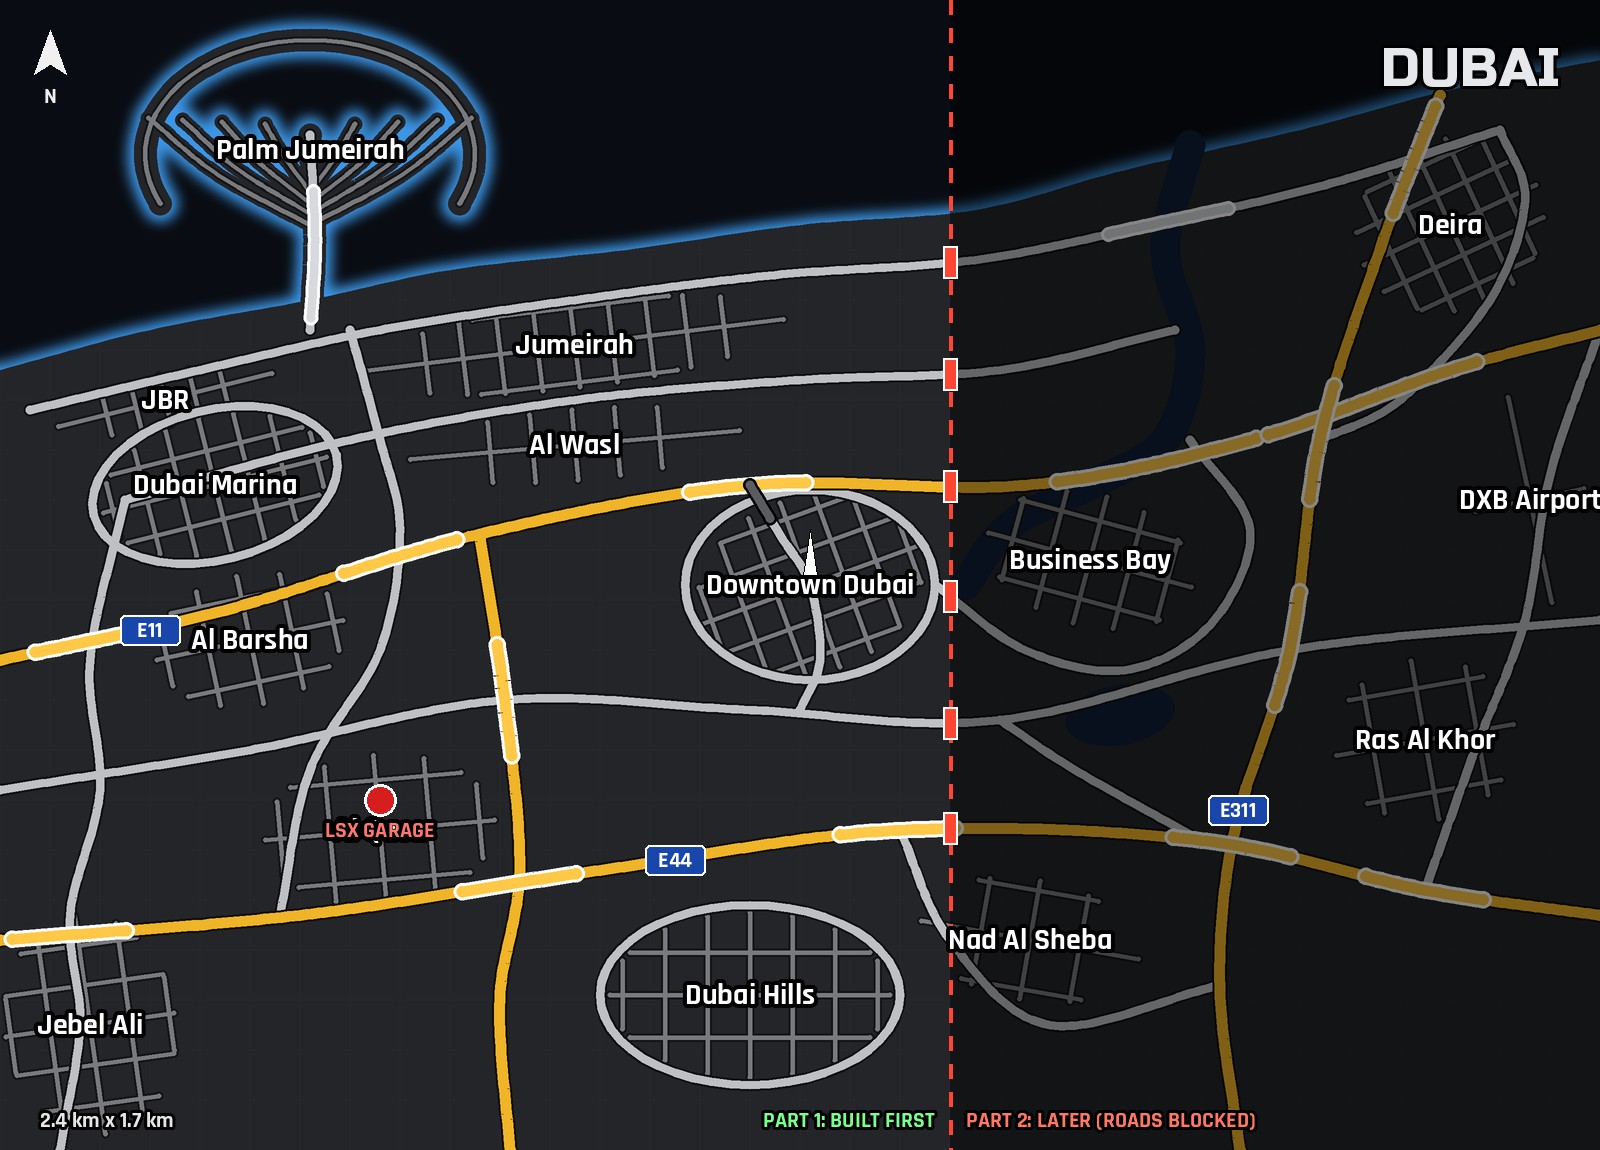 DUBAI
N
Palm Jumeirah
Deira
Jumeirah
JBR
Al Wasl
Dubai Marina
DXB Airport
Business Bay
Downtown Dubai
E11
Al Barsha
Ras Al Khor
LSX GARAGE
E311
E44
Nad Al Sheba
Dubai Hills
Jebel Ali
2.4 km x 1.7 km
PART 1: BUILT FIRST
PART 2: LATER (ROADS BLOCKED)